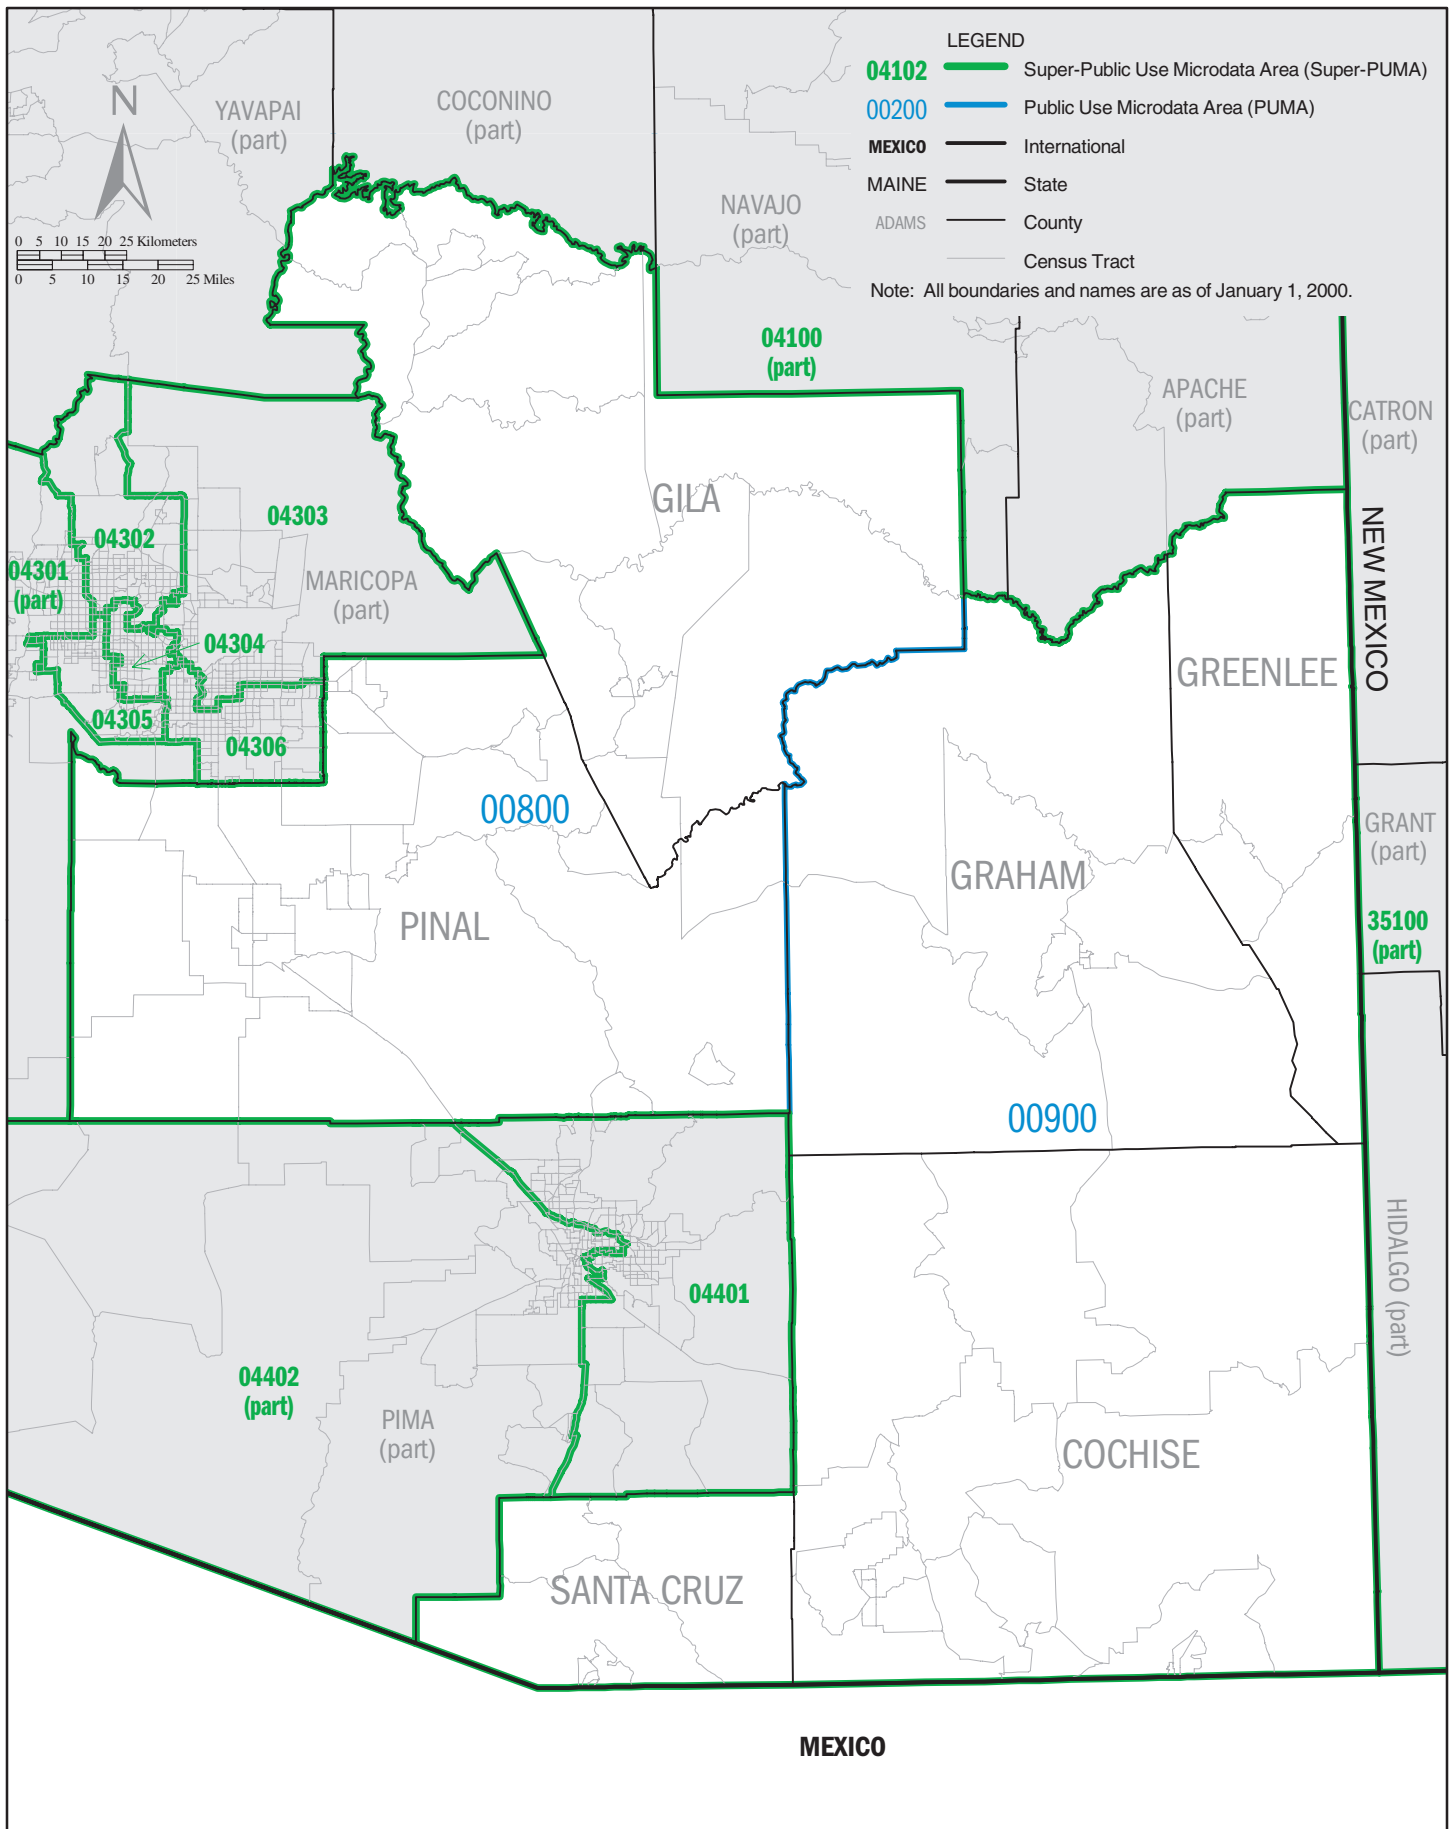 LEGEND
04102 Super-Public Use Microdata Area (Super-PUMA)
00200 Public Use Microdata Area (PUMA)
MEXICO International
MAINE State
ADAMS County
Census Tract
Note: All boundaries and names are as of January 1, 2000.
N
0 5 10 15 20 25 Kilometers
0 5 10 15 20 25 Miles
YAVAPAI
(part)
COCONINO
(part)
NAVAJO
(part)
04100
(part)
APACHE
(part)
CATRON
(part)
GILA
04303
04302
04301
(part)
MARICOPA
(part)
04304
04305
04306
NEW MEXICO
GREENLEE
00800
GRANT
(part)
GRAHAM
PINAL
35100
(part)
00900
HIDALGO (part)
04401
04402
(part)
PIMA
(part)
COCHISE
SANTA CRUZ
MEXICO